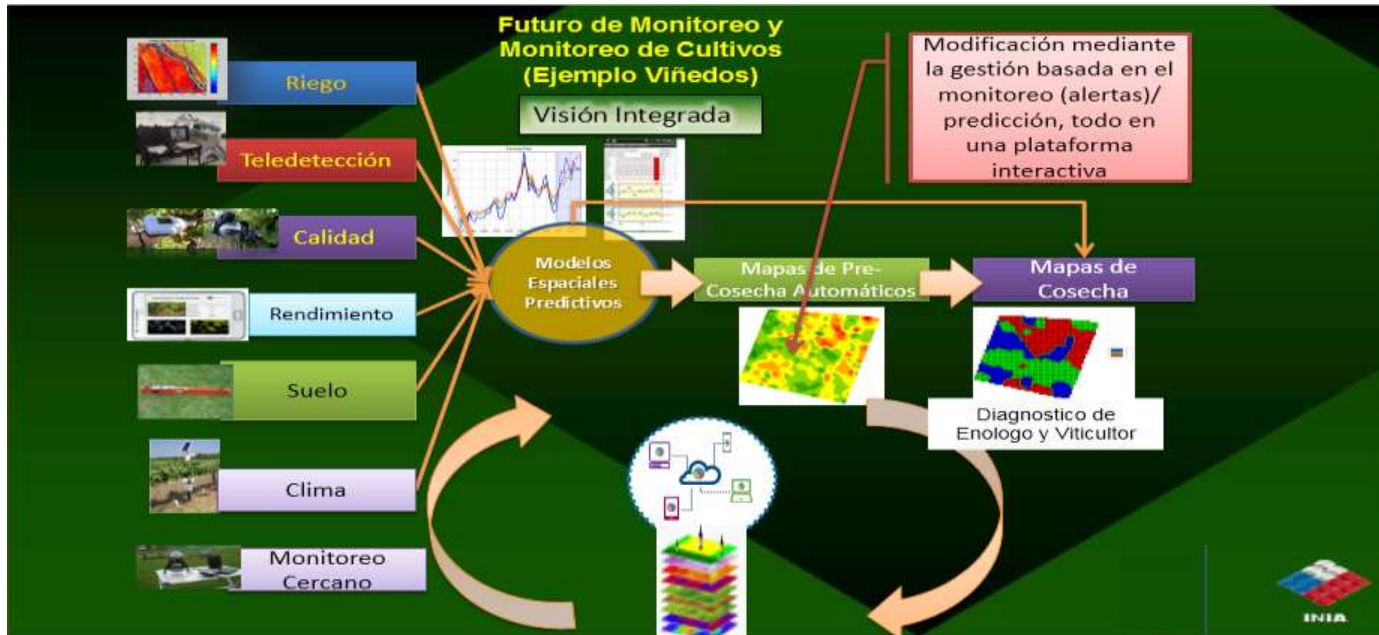 Futuro de Monitoreo y
Monitoreo de Cultivos
(Ejemplo Viñedos)
Visión Integrada
Modificación mediante
la gestión basada en el
monitoreo (alertas)/
predicción, todo en
una plataforma
interactiva
Riego
Teledetección
Calidad
Rendimiento
Suelo
Clima
Monitoreo
Cercano
Modelos
Espaciales
Predictivos
Mapas de Pre-
Cosecha Automáticos
Mapas de
Cosecha
Diagnostico de
Enologo y Viticultor
INIA